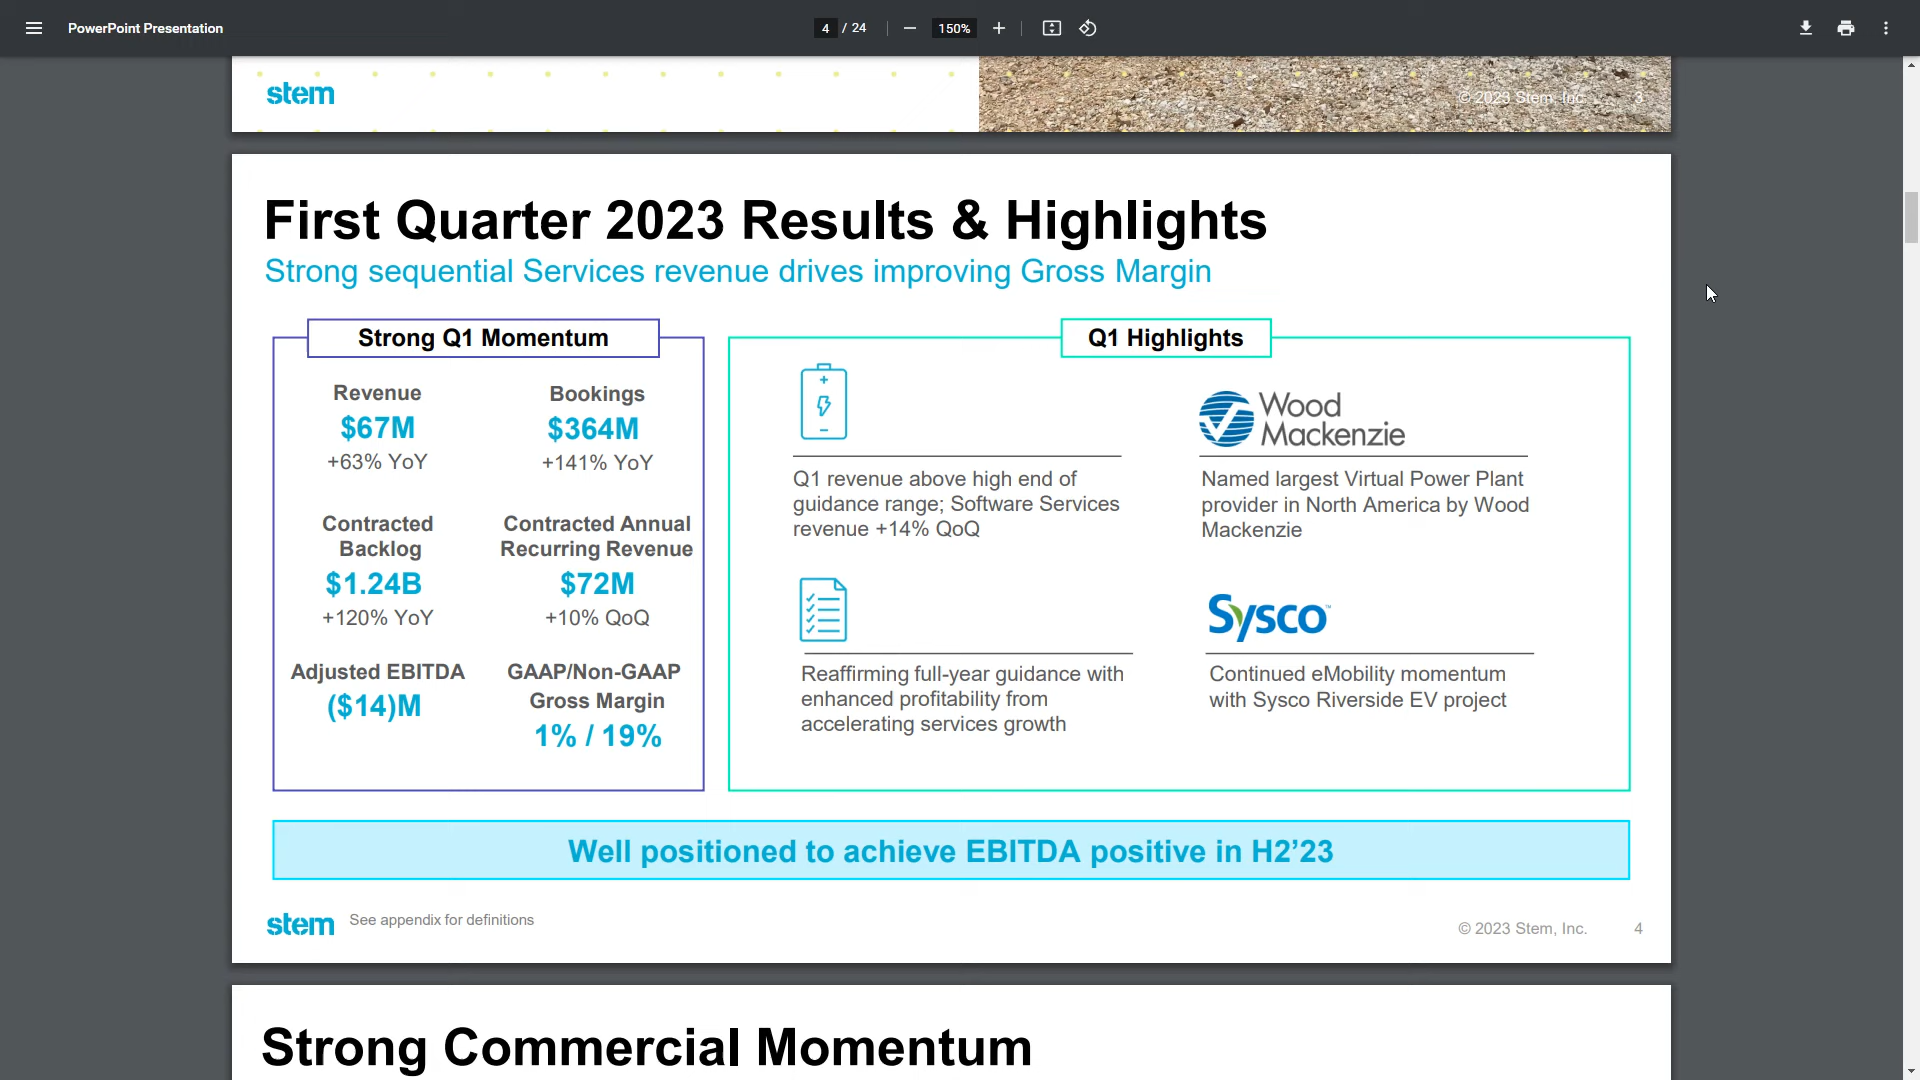 PowerPoint Presentation
4 / 24
150%
stem
© 2023 Stem, Inc.
3
First Quarter 2023 Results & Highlights
Strong sequential Services revenue drives improving Gross Margin
Strong Q1 Momentum
Revenue
$67M
+63% YoY
Bookings
$364M
+141% YoY
Contracted
Backlog
$1.24B
+120% YoY
Contracted Annual
Recurring Revenue
$72M
+10% QoQ
Adjusted EBITDA
($14)M
GAAP/Non-GAAP
Gross Margin
1% / 19%
Q1 Highlights
Q1 revenue above high end of
guidance range; Software Services
revenue +14% QoQ
Wood
Mackenzie
Named largest Virtual Power Plant
provider in North America by Wood
Mackenzie
Reaffirming full-year guidance with
enhanced profitability from
accelerating services growth
Sysco™
Continued eMobility momentum
with Sysco Riverside EV project
Well positioned to achieve EBITDA positive in H2’23
stem
See appendix for definitions
© 2023 Stem, Inc.
4
Strong Commercial Momentum